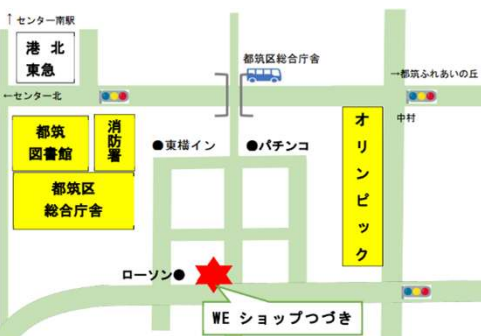 ↑センター南駅
港北
東急
都筑区総合庁舎
→都筑ふれあいの丘
←センター北
中村
都筑
図書館
消防署
●東横イン
●パチンコ
オリンピック
都筑区
総合庁舎
ローソン●
WE ショップつづき